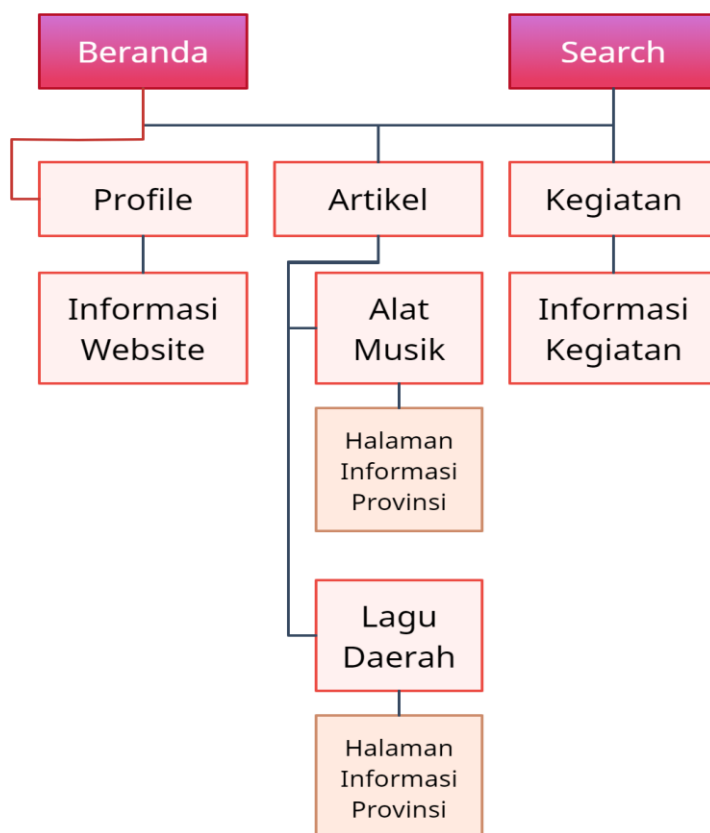 Beranda
Search
Profile
Artikel
Kegiatan
Informasi
Website
Alat
Musik
Informasi
Kegiatan
Halaman
Informasi
Provinsi
Lagu
Daerah
Halaman
Informasi
Provinsi